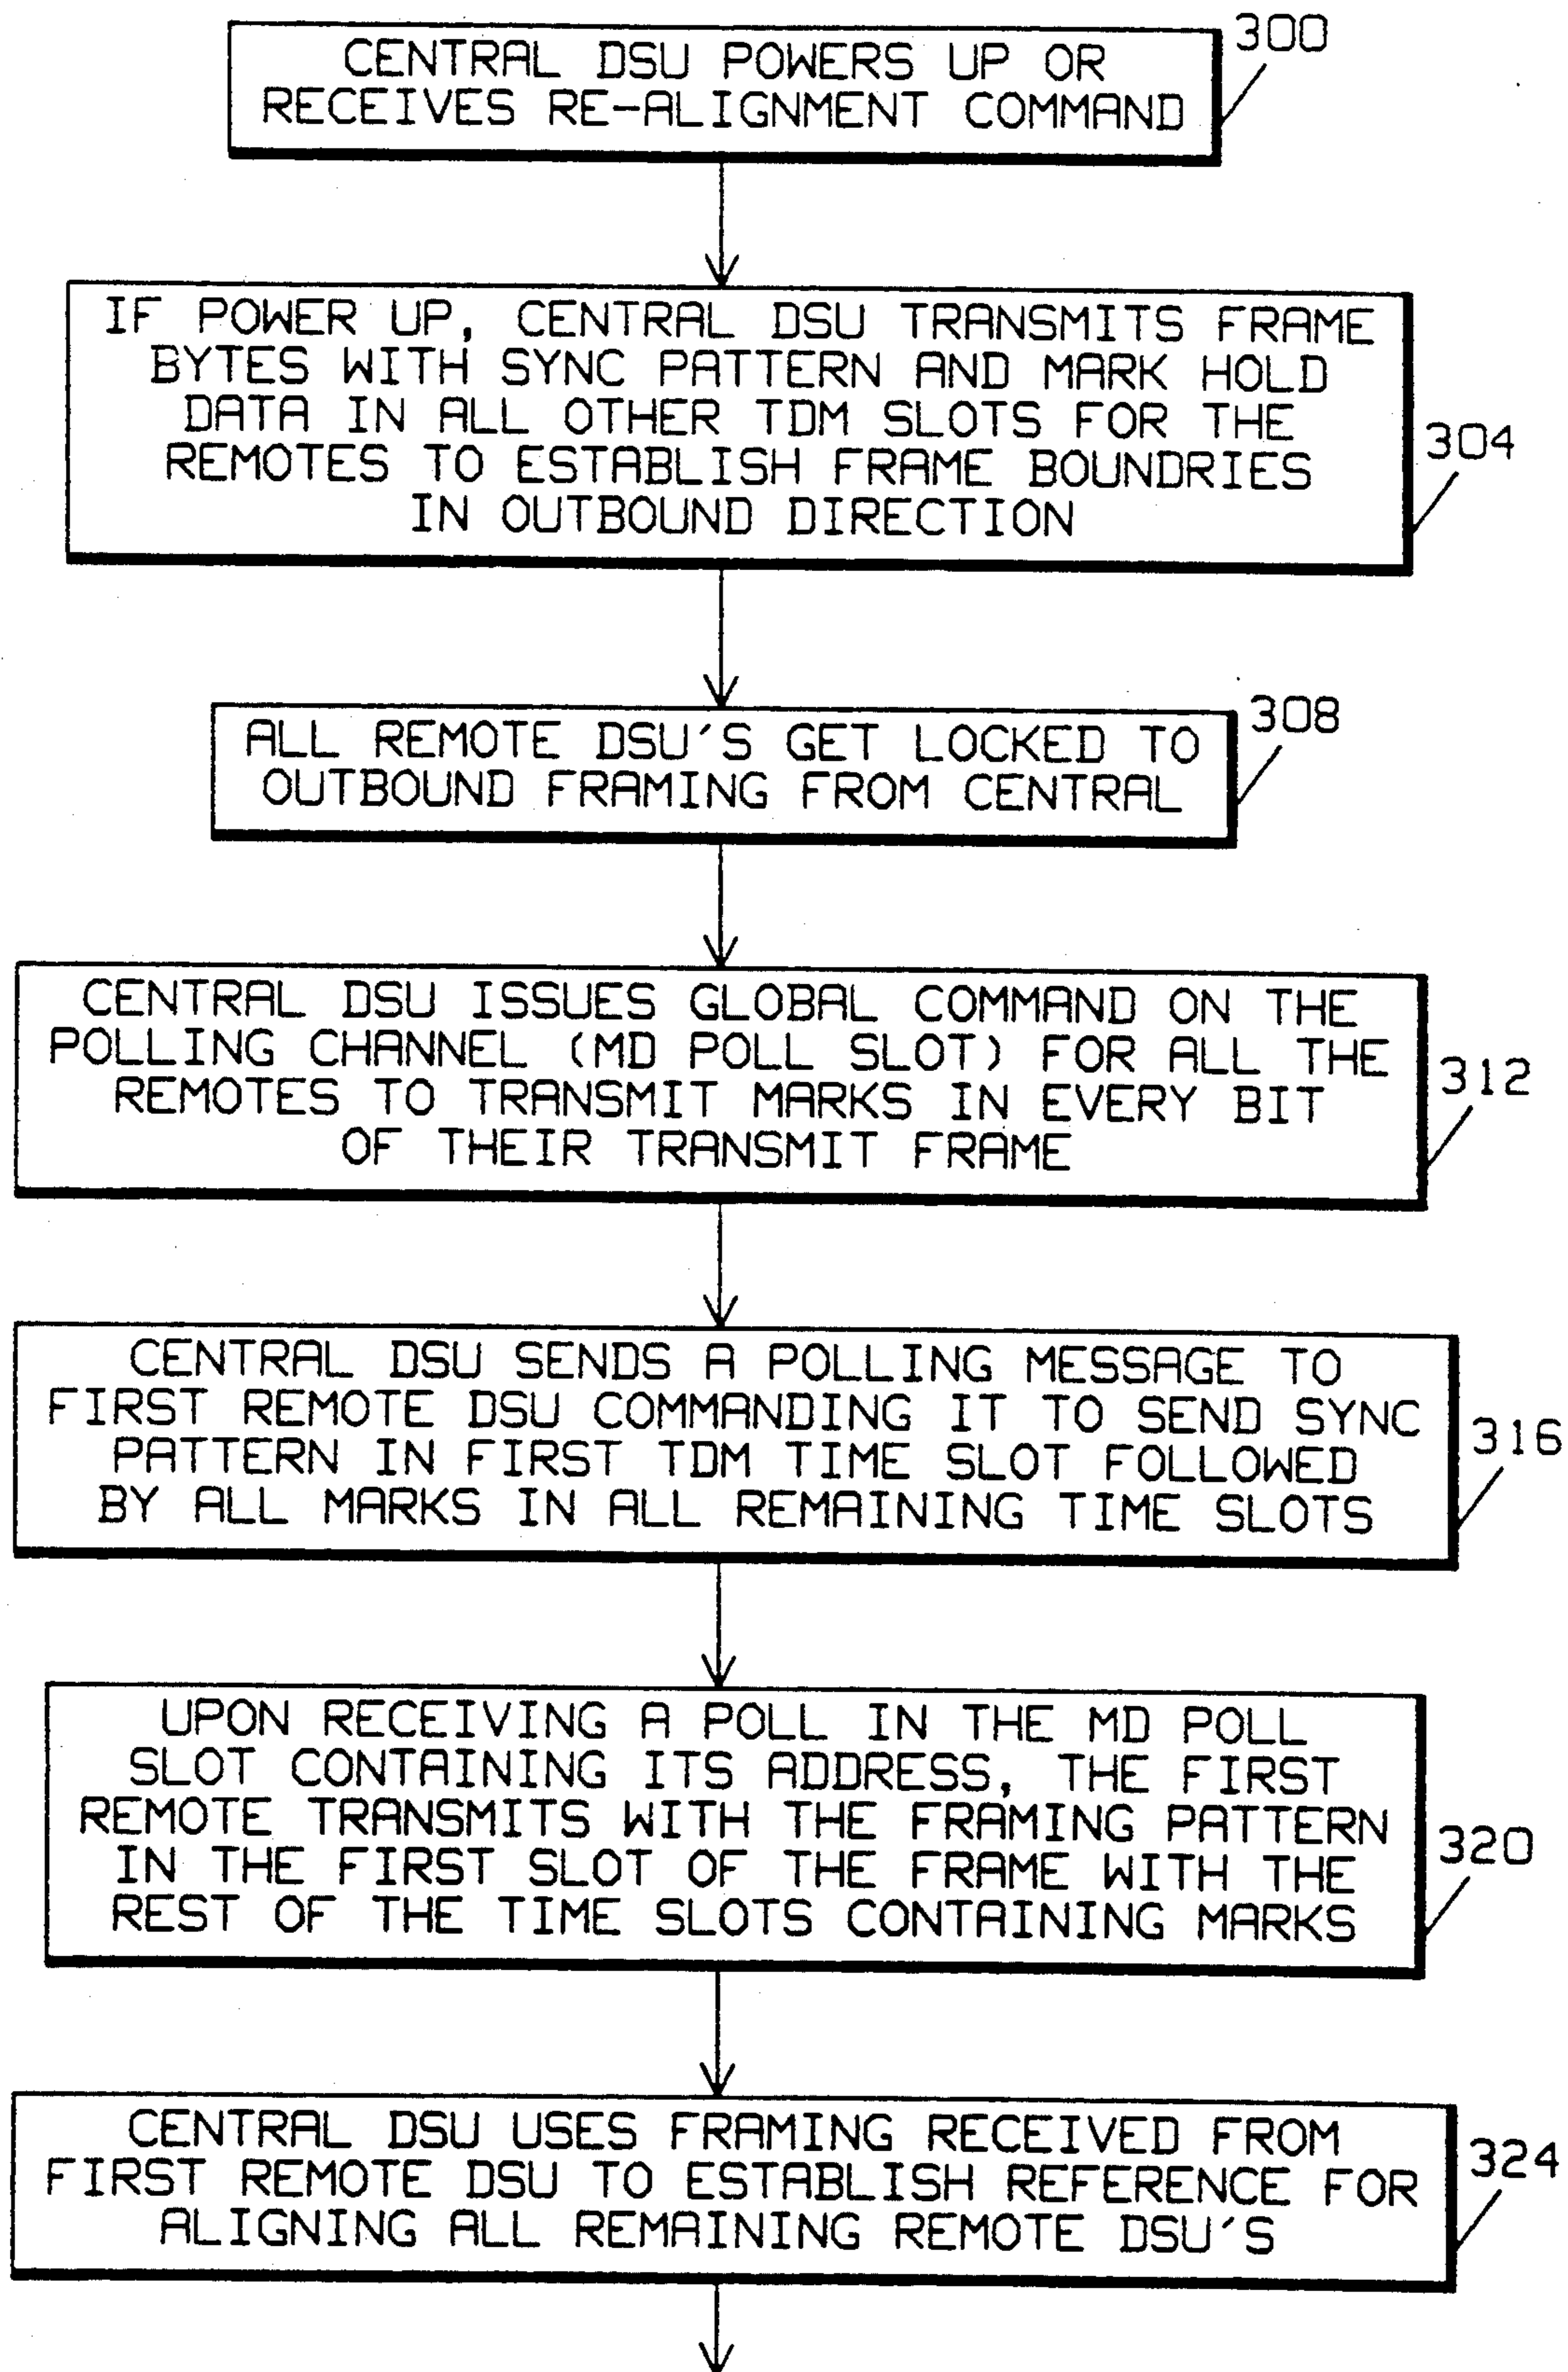 300
CENTRAL DSU POWERS UP OR
RECEIVES RE-ALIGNMENT COMMAND
IF POWER UP, CENTRAL DSU TRANSMITS FRAME
BYTES WITH SYNC PATTERN AND MARK HOLD
DATA IN ALL OTHER TDM SLOTS FOR THE
REMOTES TO ESTABLISH FRAME BOUNDRIES
IN OUTBOUND DIRECTION
304
308
ALL REMOTE DSU'S GET LOCKED TO
OUTBOUND FRAMING FROM CENTRAL
CENTRAL DSU ISSUES GLOBAL COMMAND ON THE
POLLING CHANNEL (MD POLL SLOT) FOR ALL THE
REMOTES TO TRANSMIT MARKS IN EVERY BIT
OF THEIR TRANSMIT FRAME
312
CENTRAL DSU SENDS A POLLING MESSAGE TO
FIRST REMOTE DSU COMMANDING IT TO SEND SYNC
PATTERN IN FIRST TDM TIME SLOT FOLLOWED
BY ALL MARKS IN ALL REMAINING TIME SLOTS
316
UPON RECEIVING A POLL IN THE MD POLL
SLOT CONTAINING ITS ADDRESS, THE FIRST
REMOTE TRANSMITS WITH THE FRAMING PATTERN
IN THE FIRST SLOT OF THE FRAME WITH THE
REST OF THE TIME SLOTS CONTAINING MARKS
320
CENTRAL DSU USES FRAMING RECEIVED FROM
FIRST REMOTE DSU TO ESTABLISH REFERENCE FOR
ALIGNING ALL REMAINING REMOTE DSU'S
324